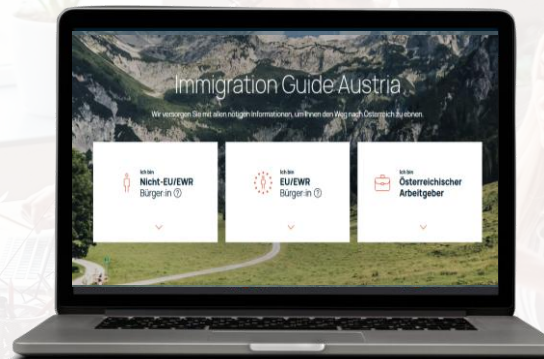 Immigration Guide Austria
Wir versorgen Sie mit allen nötigen Informationen, um Ihnen den Weg nach Österreich zu ebnen.
Ich bin
Nicht-EU/EWR
Bürger:in ?
Ich bin
EU/EWR
Bürger:in ?
Ich bin
Österreichischer
Arbeitgeber